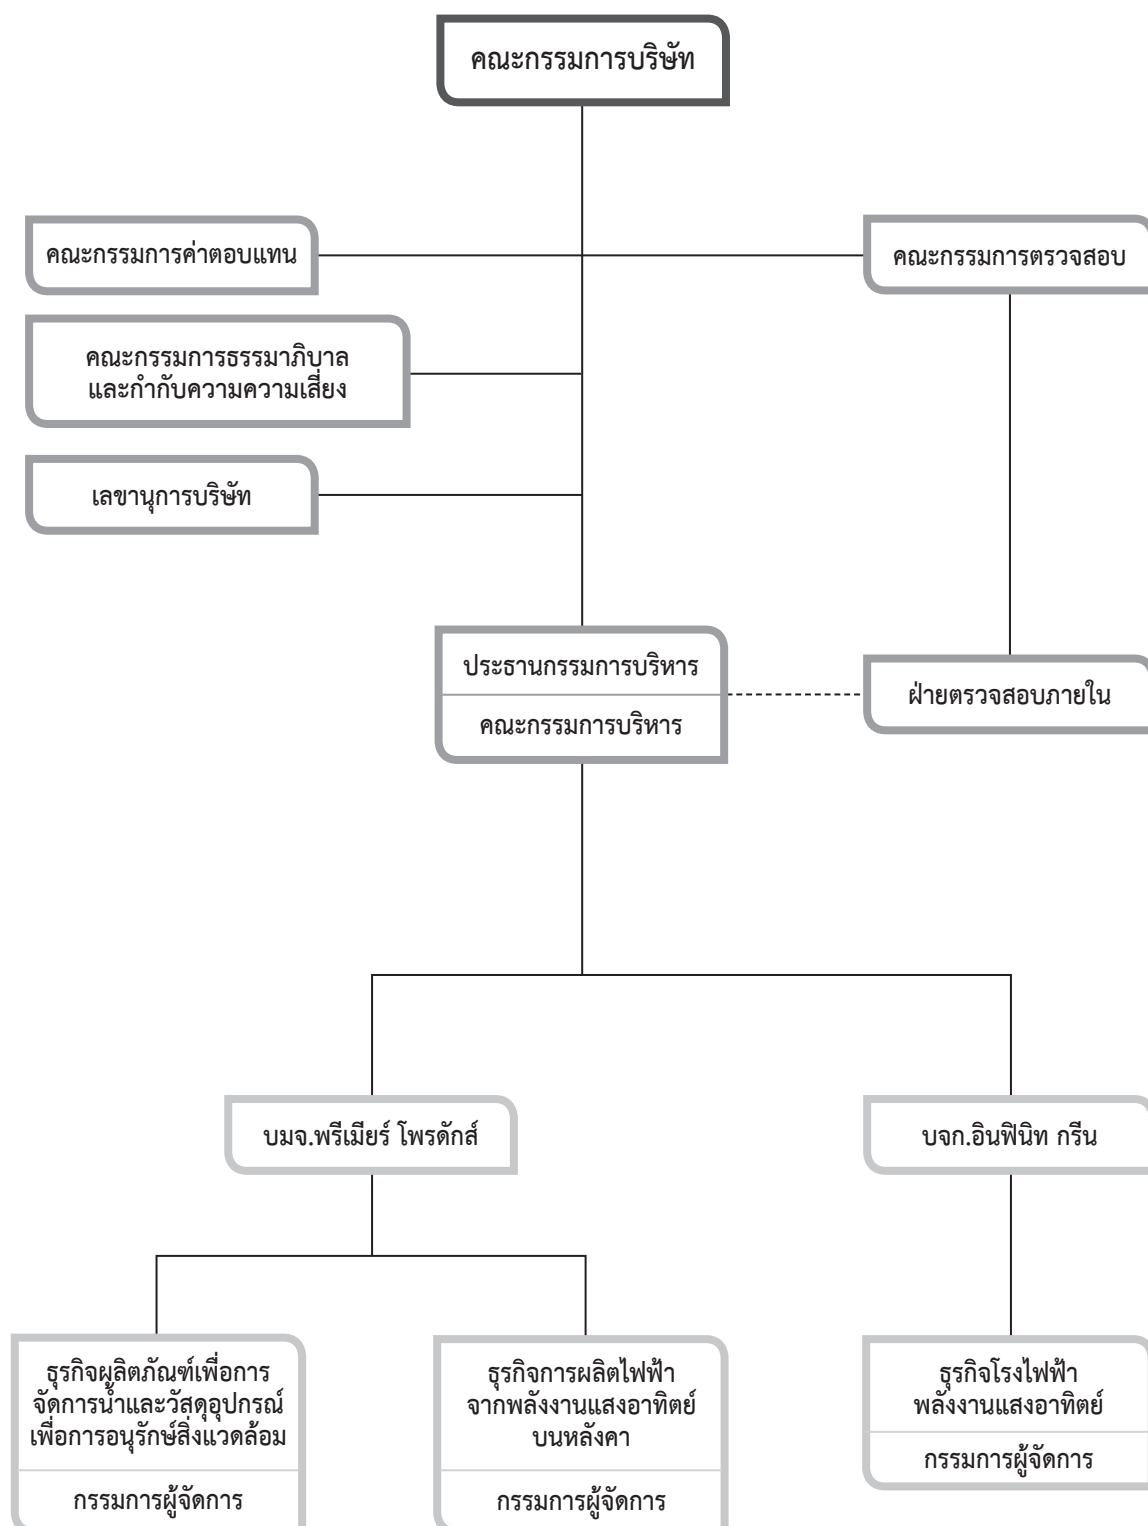 คณะกรรมการบริษัท
คณะกรรมการค่าตอบแทน
คณะกรรมการตรวจสอบ
คณะกรรมการธรรมาภิบาล
และกำกับความความเสี่ยง
เลขานุการบริษัท
ประธานกรรมการบริหาร
คณะกรรมการบริหาร
ฝ่ายตรวจสอบภายใน
บมจ.พรีเมียร์ โพรดักส์
บจก.อินฟินิท กรีน
ธุรกิจผลิตภัณฑ์เพื่อการ
จัดการน้ำและวัสดุอุปกรณ์
เพื่อการอนุรักษ์สิ่งแวดล้อม
กรรมการผู้จัดการ
ธุรกิจการผลิตไฟฟ้า
จากพลังงานแสงอาทิตย์
บนหลังคา
กรรมการผู้จัดการ
ธุรกิจโรงไฟฟ้า
พลังงานแสงอาทิตย์
กรรมการผู้จัดการ